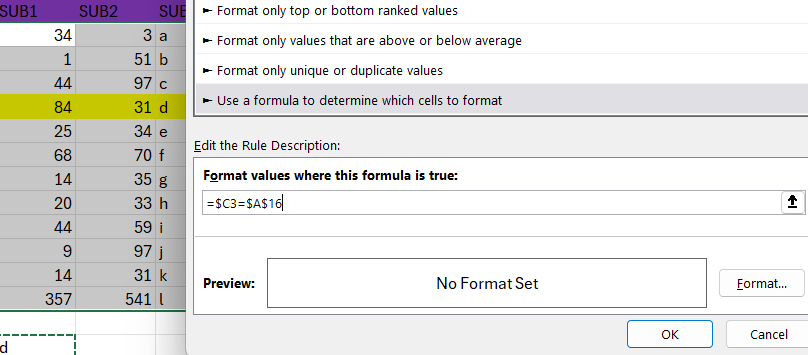 SUB1 SUB2 SUB
► Format only top or bottom ranked values
34 3 a
► Format only values that are above or below average
1 51 b
► Format only unique or duplicate values
44 97 c
84 31 d
► Use a formula to determine which cells to format
25 34 e
68 70 f
Edit the Rule Description:
14 35 g
Format values where this formula is true:
20 33 h
=$C3=$A$16
44 59 i
9 97 j
14 31 k
Preview: No Format Set Format...
357 541 l
OK Cancel
d